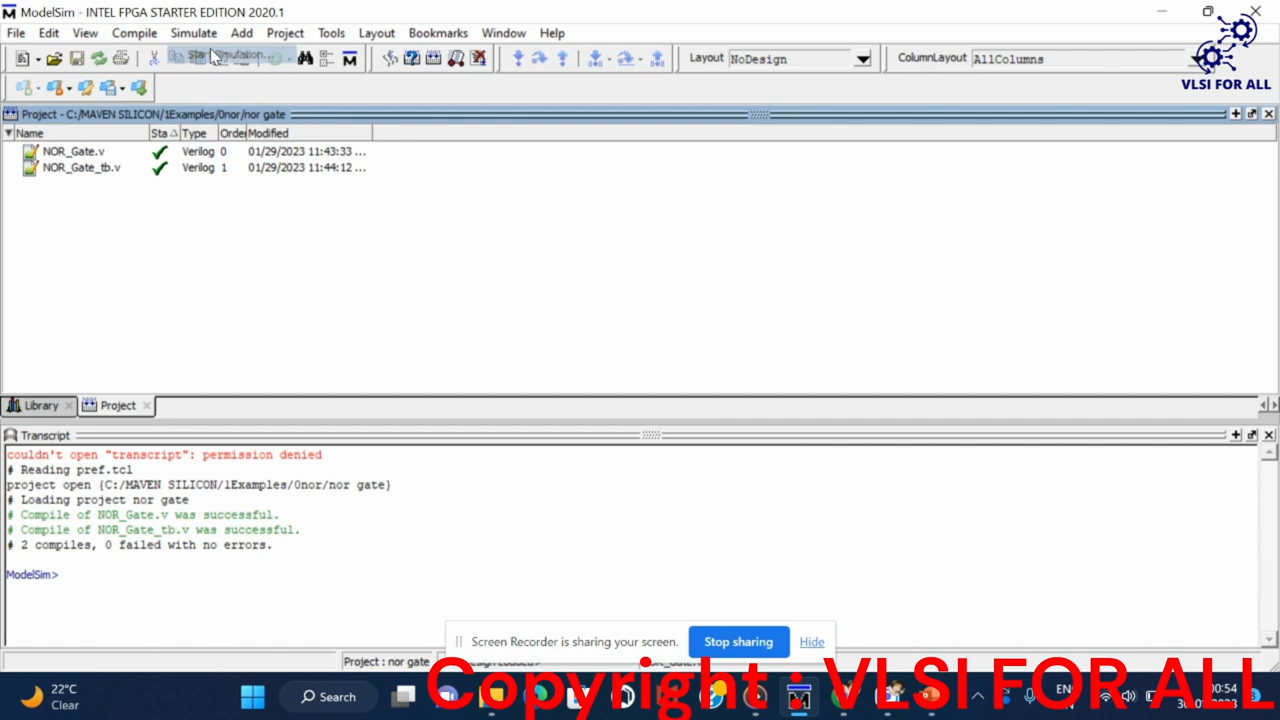 ModelSim - INTEL FPGA STARTER EDITION 2020.1
File Edit View Compile Simulate Add Project Tools Layout Bookmarks Window Help
Start Simulation...
Layout NoDesign
ColumnLayout AllColumns
VLSI FOR ALL
Project - C:/MAVEN SILICON/1Examples/0nor/nor gate
Name Sta Type Order Modified
NOR_Gate.v Verilog 0 01/29/2023 11:43:33 ...
NOR_Gate_tb.v Verilog 1 01/29/2023 11:44:12 ...
Library Project
Transcript
couldn't open "transcript": permission denied
# Reading pref.tcl
project open {C:/MAVEN SILICON/1Examples/0nor/nor gate}
# Loading project nor gate
# Compile of NOR_Gate.v was successful.
# Compile of NOR_Gate_tb.v was successful.
# 2 compiles, 0 failed with no errors.
ModelSim>
Screen Recorder is sharing your screen. Stop sharing Hide
Project : nor gate
Copyright : VLSI FOR ALL
22°C
Clear
Search
00:54